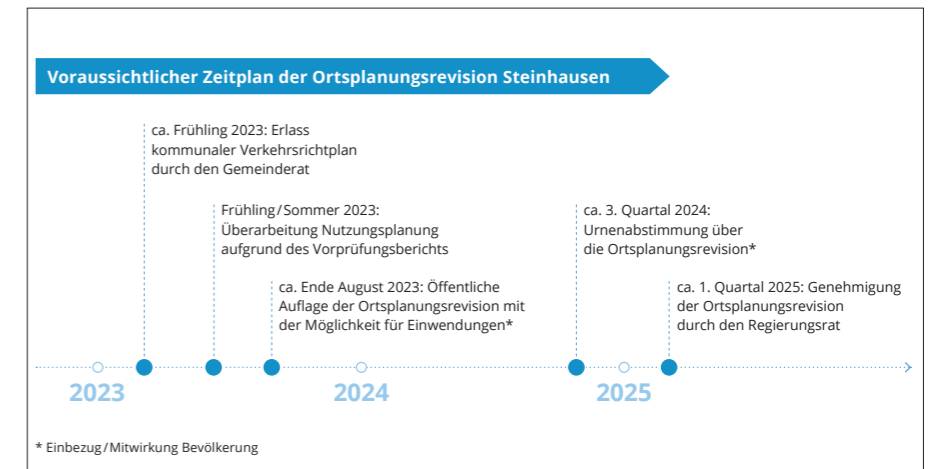 Voraussichtlicher Zeitplan der Ortsplanungsrevision Steinhausen
ca. Frühling 2023: Erlass
kommunaler Verkehrsrichtplan
durch den Gemeinderat
Frühling/Sommer 2023:
Überarbeitung Nutzungsplanung
aufgrund des Vorprüfungsberichts
ca. Ende August 2023: Öffentliche
Auflage der Ortsplanungsrevision mit
der Möglichkeit für Einwendungen*
ca. 3. Quartal 2024:
Urnenabstimmung über
die Ortsplanungsrevision*
ca. 1. Quartal 2025: Genehmigung
der Ortsplanungsrevision
durch den Regierungsrat
2023
2024
2025
* Einbezug/Mitwirkung Bevölkerung